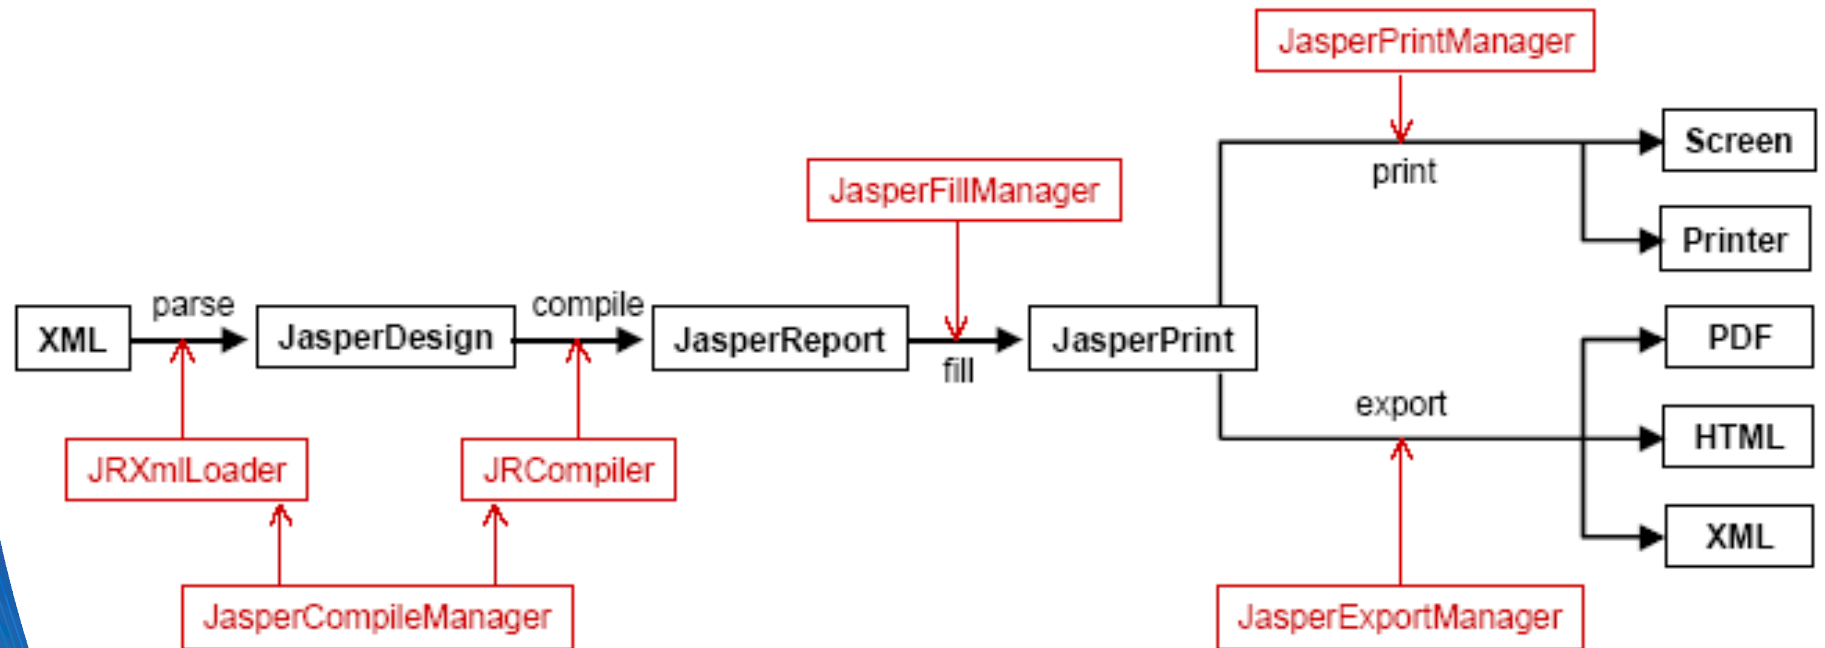 JasperPrintManager
Screen
print
JasperFillManager
Printer
parse
compile
XML
JasperDesign
JasperReport
JasperPrint
PDF
fill
export
HTML
JRXmlLoader
JRCompiler
XML
JasperCompileManager
JasperExportManager